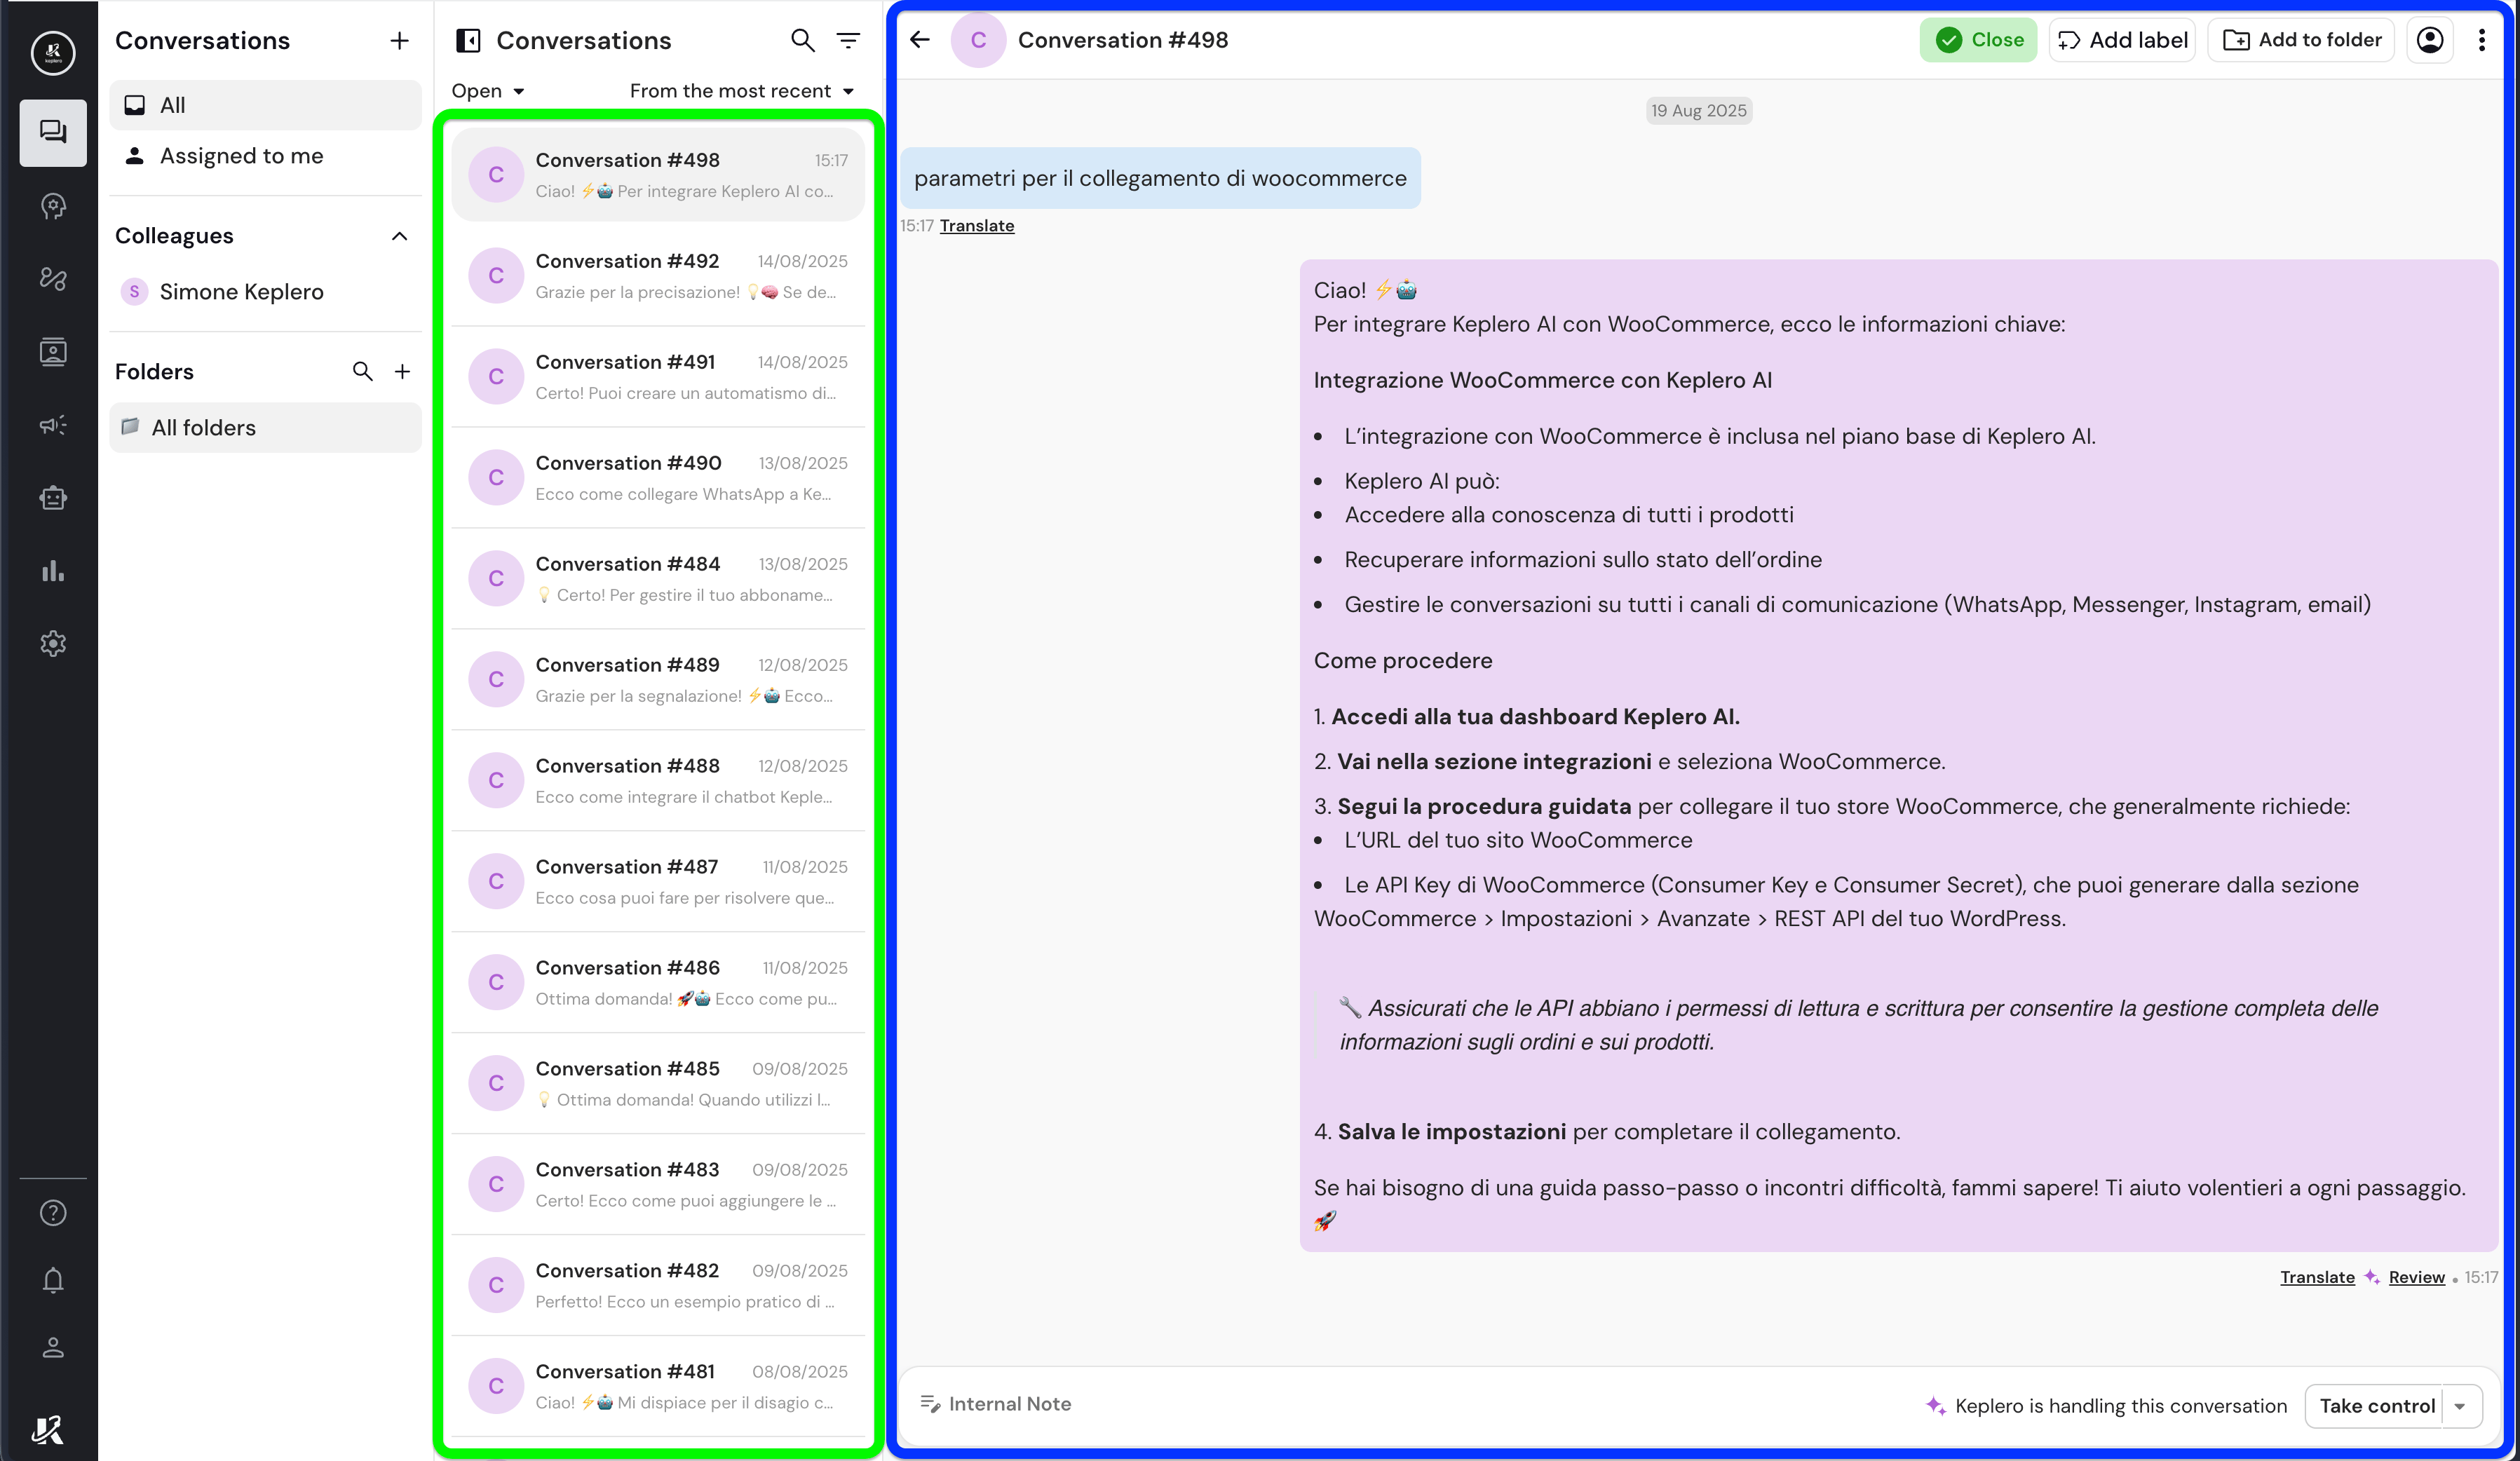 keplero
Conversations
All
Assigned to me
Colleagues
S
Simone Keplero
Folders
All folders
Conversations
Open
From the most recent
C
Conversation #498
15:17
Ciao! ⚡🤖 Per integrare Keplero AI co...
C
Conversation #492
14/08/2025
Grazie per la precisazione! 💡🧠 Se de...
C
Conversation #491
14/08/2025
Certo! Puoi creare un automatismo di...
C
Conversation #490
13/08/2025
Ecco come collegare WhatsApp a Ke...
C
Conversation #484
13/08/2025
💡 Certo! Per gestire il tuo abboname...
C
Conversation #489
12/08/2025
Grazie per la segnalazione! ⚡🤖 Ecco...
C
Conversation #488
12/08/2025
Ecco come integrare il chatbot Keple...
C
Conversation #487
11/08/2025
Ecco cosa puoi fare per risolvere que...
C
Conversation #486
11/08/2025
Ottima domanda! 🚀🤖 Ecco come pu...
C
Conversation #485
09/08/2025
💡 Ottima domanda! Quando utilizzi l...
C
Conversation #483
09/08/2025
Certo! Ecco come puoi aggiungere le ...
C
Conversation #482
09/08/2025
Perfetto! Ecco un esempio pratico di ...
C
Conversation #481
08/08/2025
Ciao! ⚡🤖 Mi dispiace per il disagio c...
C
Conversation #498
Close
Add label
Add to folder
19 Aug 2025
parametri per il collegamento di woocommerce
15:17 Translate
Ciao! ⚡🤖
Per integrare Keplero AI con WooCommerce, ecco le informazioni chiave:
Integrazione WooCommerce con Keplero AI
• L'integrazione con WooCommerce è inclusa nel piano base di Keplero AI.
• Keplero AI può:
• Accedere alla conoscenza di tutti i prodotti
• Recuperare informazioni sullo stato dell'ordine
• Gestire le conversazioni su tutti i canali di comunicazione (WhatsApp, Messenger, Instagram, email)
Come procedere
1. Accedi alla tua dashboard Keplero AI.
2. Vai nella sezione integrazioni e seleziona WooCommerce.
3. Segui la procedura guidata per collegare il tuo store WooCommerce, che generalmente richiede:
• L'URL del tuo sito WooCommerce
• Le API Key di WooCommerce (Consumer Key e Consumer Secret), che puoi generare dalla sezione
WooCommerce > Impostazioni > Avanzate > REST API del tuo WordPress.
🔧 Assicurati che le API abbiano i permessi di lettura e scrittura per consentire la gestione completa delle
informazioni sugli ordini e sui prodotti.
4. Salva le impostazioni per completare il collegamento.
Se hai bisogno di una guida passo-passo o incontri difficoltà, fammi sapere! Ti aiuto volentieri a ogni passaggio.
🚀
Translate Review • 15:17
Internal Note
Keplero is handling this conversation
Take control